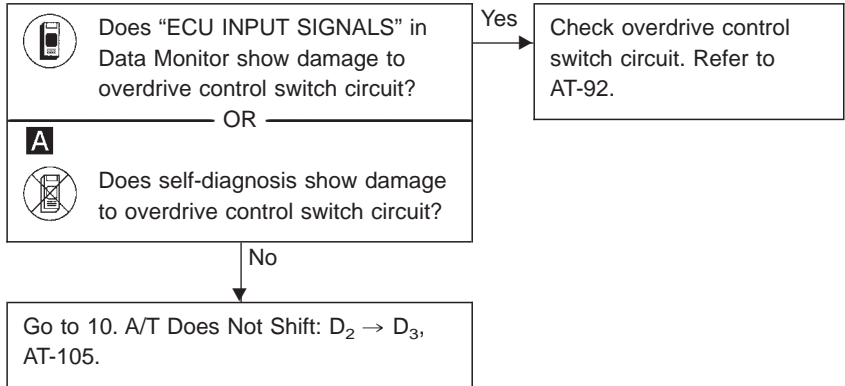 Does “ECU INPUT SIGNALS” in
Data Monitor show damage to
overdrive control switch circuit?
Yes
Check overdrive control
switch circuit. Refer to
AT-92.
OR
A
Does self-diagnosis show damage
to overdrive control switch circuit?
No
Go to 10. A/T Does Not Shift: D₂ → D₃,
AT-105.